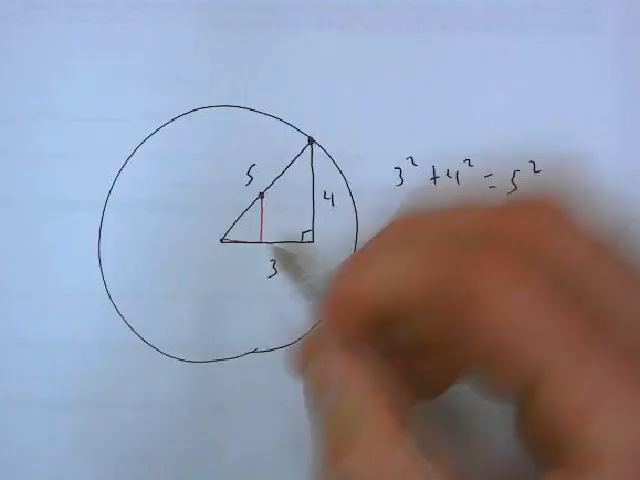 5
3² + 4² = 5²
4
3